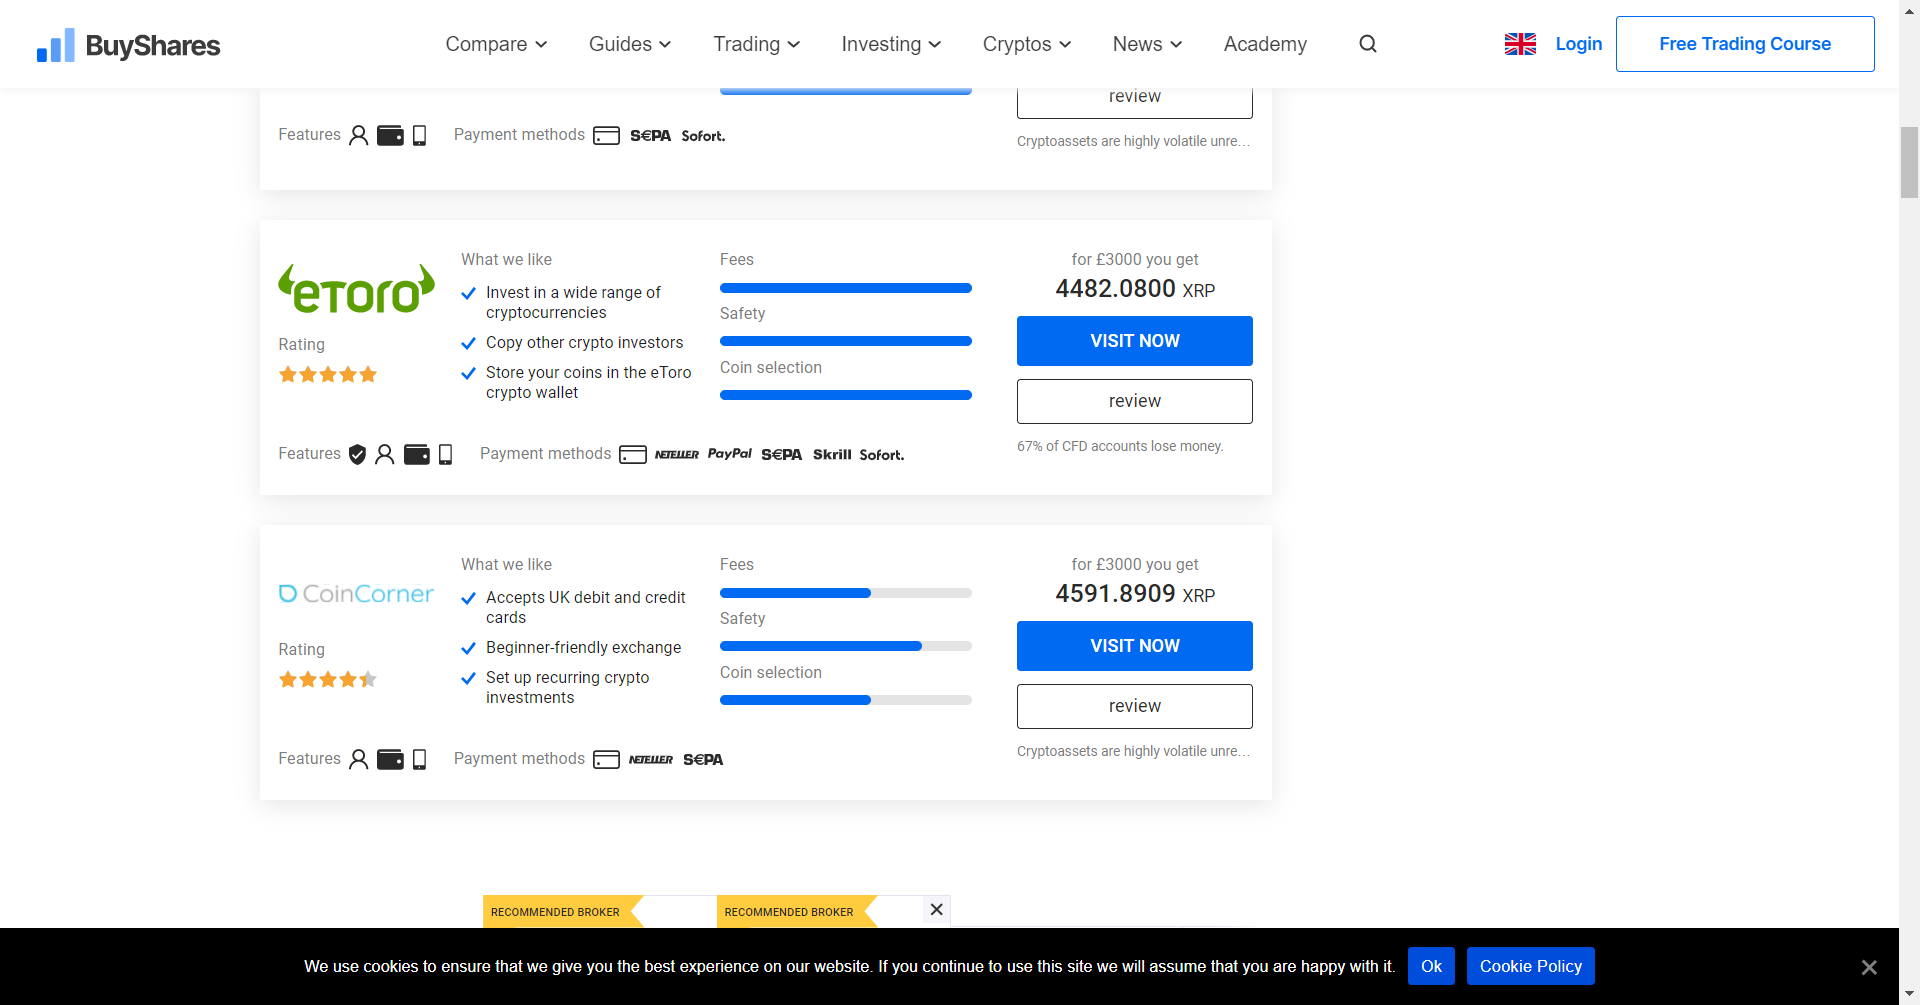 BuyShares
Compare
Guides
Trading
Investing
Cryptos
News
Academy
Login
Free Trading Course
review
Features
Payment methods
S€PA
Sofort.
Cryptoassets are highly volatile unre...
eToro
Rating
What we like
Invest in a wide range of
cryptocurrencies
Copy other crypto investors
Store your coins in the eToro
crypto wallet
Fees
Safety
Coin selection
for £3000 you get
4482.0800 XRP
VISIT NOW
review
67% of CFD accounts lose money.
Features
Payment methods
NETELLER
PayPal
S€PA
Skrill
Sofort.
CoinCorner
Rating
What we like
Accepts UK debit and credit
cards
Beginner-friendly exchange
Set up recurring crypto
investments
Fees
Safety
Coin selection
for £3000 you get
4591.8909 XRP
VISIT NOW
review
Cryptoassets are highly volatile unre...
Features
Payment methods
NETELLER
S€PA
RECOMMENDED BROKER
RECOMMENDED BROKER
We use cookies to ensure that we give you the best experience on our website. If you continue to use this site we will assume that you are happy with it.
Ok
Cookie Policy